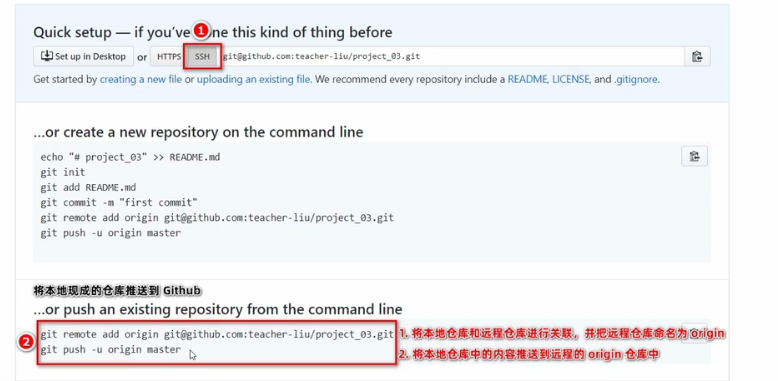 Quick setup — if you've done this kind of thing before
1
Set up in Desktop or HTTPS SSH git@github.com:teacher-liu/project_03.git
Get started by creating a new file or uploading an existing file. We recommend every repository include a README, LICENSE, and .gitignore.
...or create a new repository on the command line
echo "# project_03" >> README.md
git init
git add README.md
git commit -m "first commit"
git remote add origin git@github.com:teacher-liu/project_03.git
git push -u origin master
将本地现成的仓库推送到 Github
...or push an existing repository from the command line
2
git remote add origin git@github.com:teacher-liu/project_03.git
1. 将本地仓库和远程仓库进行关联，并把远程仓库命名为 origin
git push -u origin master
2. 将本地仓库中的内容推送到远程的 origin 仓库中